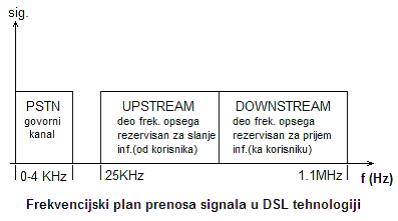 sig.
PSTN
govorni
kanal
UPSTREAM
deo frek. opsega
rezervisan za slanje
inf.(od korisnika)
DOWNSTREAM
deo frek. opsega
rezervisan za prijem
inf.(ka korisniku)
0-4 KHz
25KHz
1.1MHz
f (Hz)
Frekvencijski plan prenosa signala u DSL tehnologiji